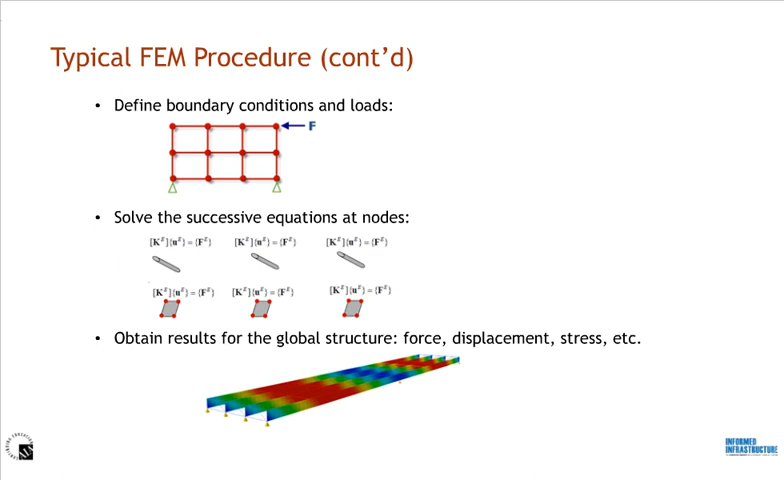 Typical FEM Procedure (cont’d)
• Define boundary conditions and loads:
F
• Solve the successive equations at nodes:
[K^E]{u^E} = {F^E} [K^E]{u^E} = {F^E} [K^E]{u^E} = {F^E}
[K^E]{u^E} = {F^E} [K^E]{u^E} = {F^E} [K^E]{u^E} = {F^E}
• Obtain results for the global structure: force, displacement, stress, etc.
INFORMED
INFRASTRUCTURE